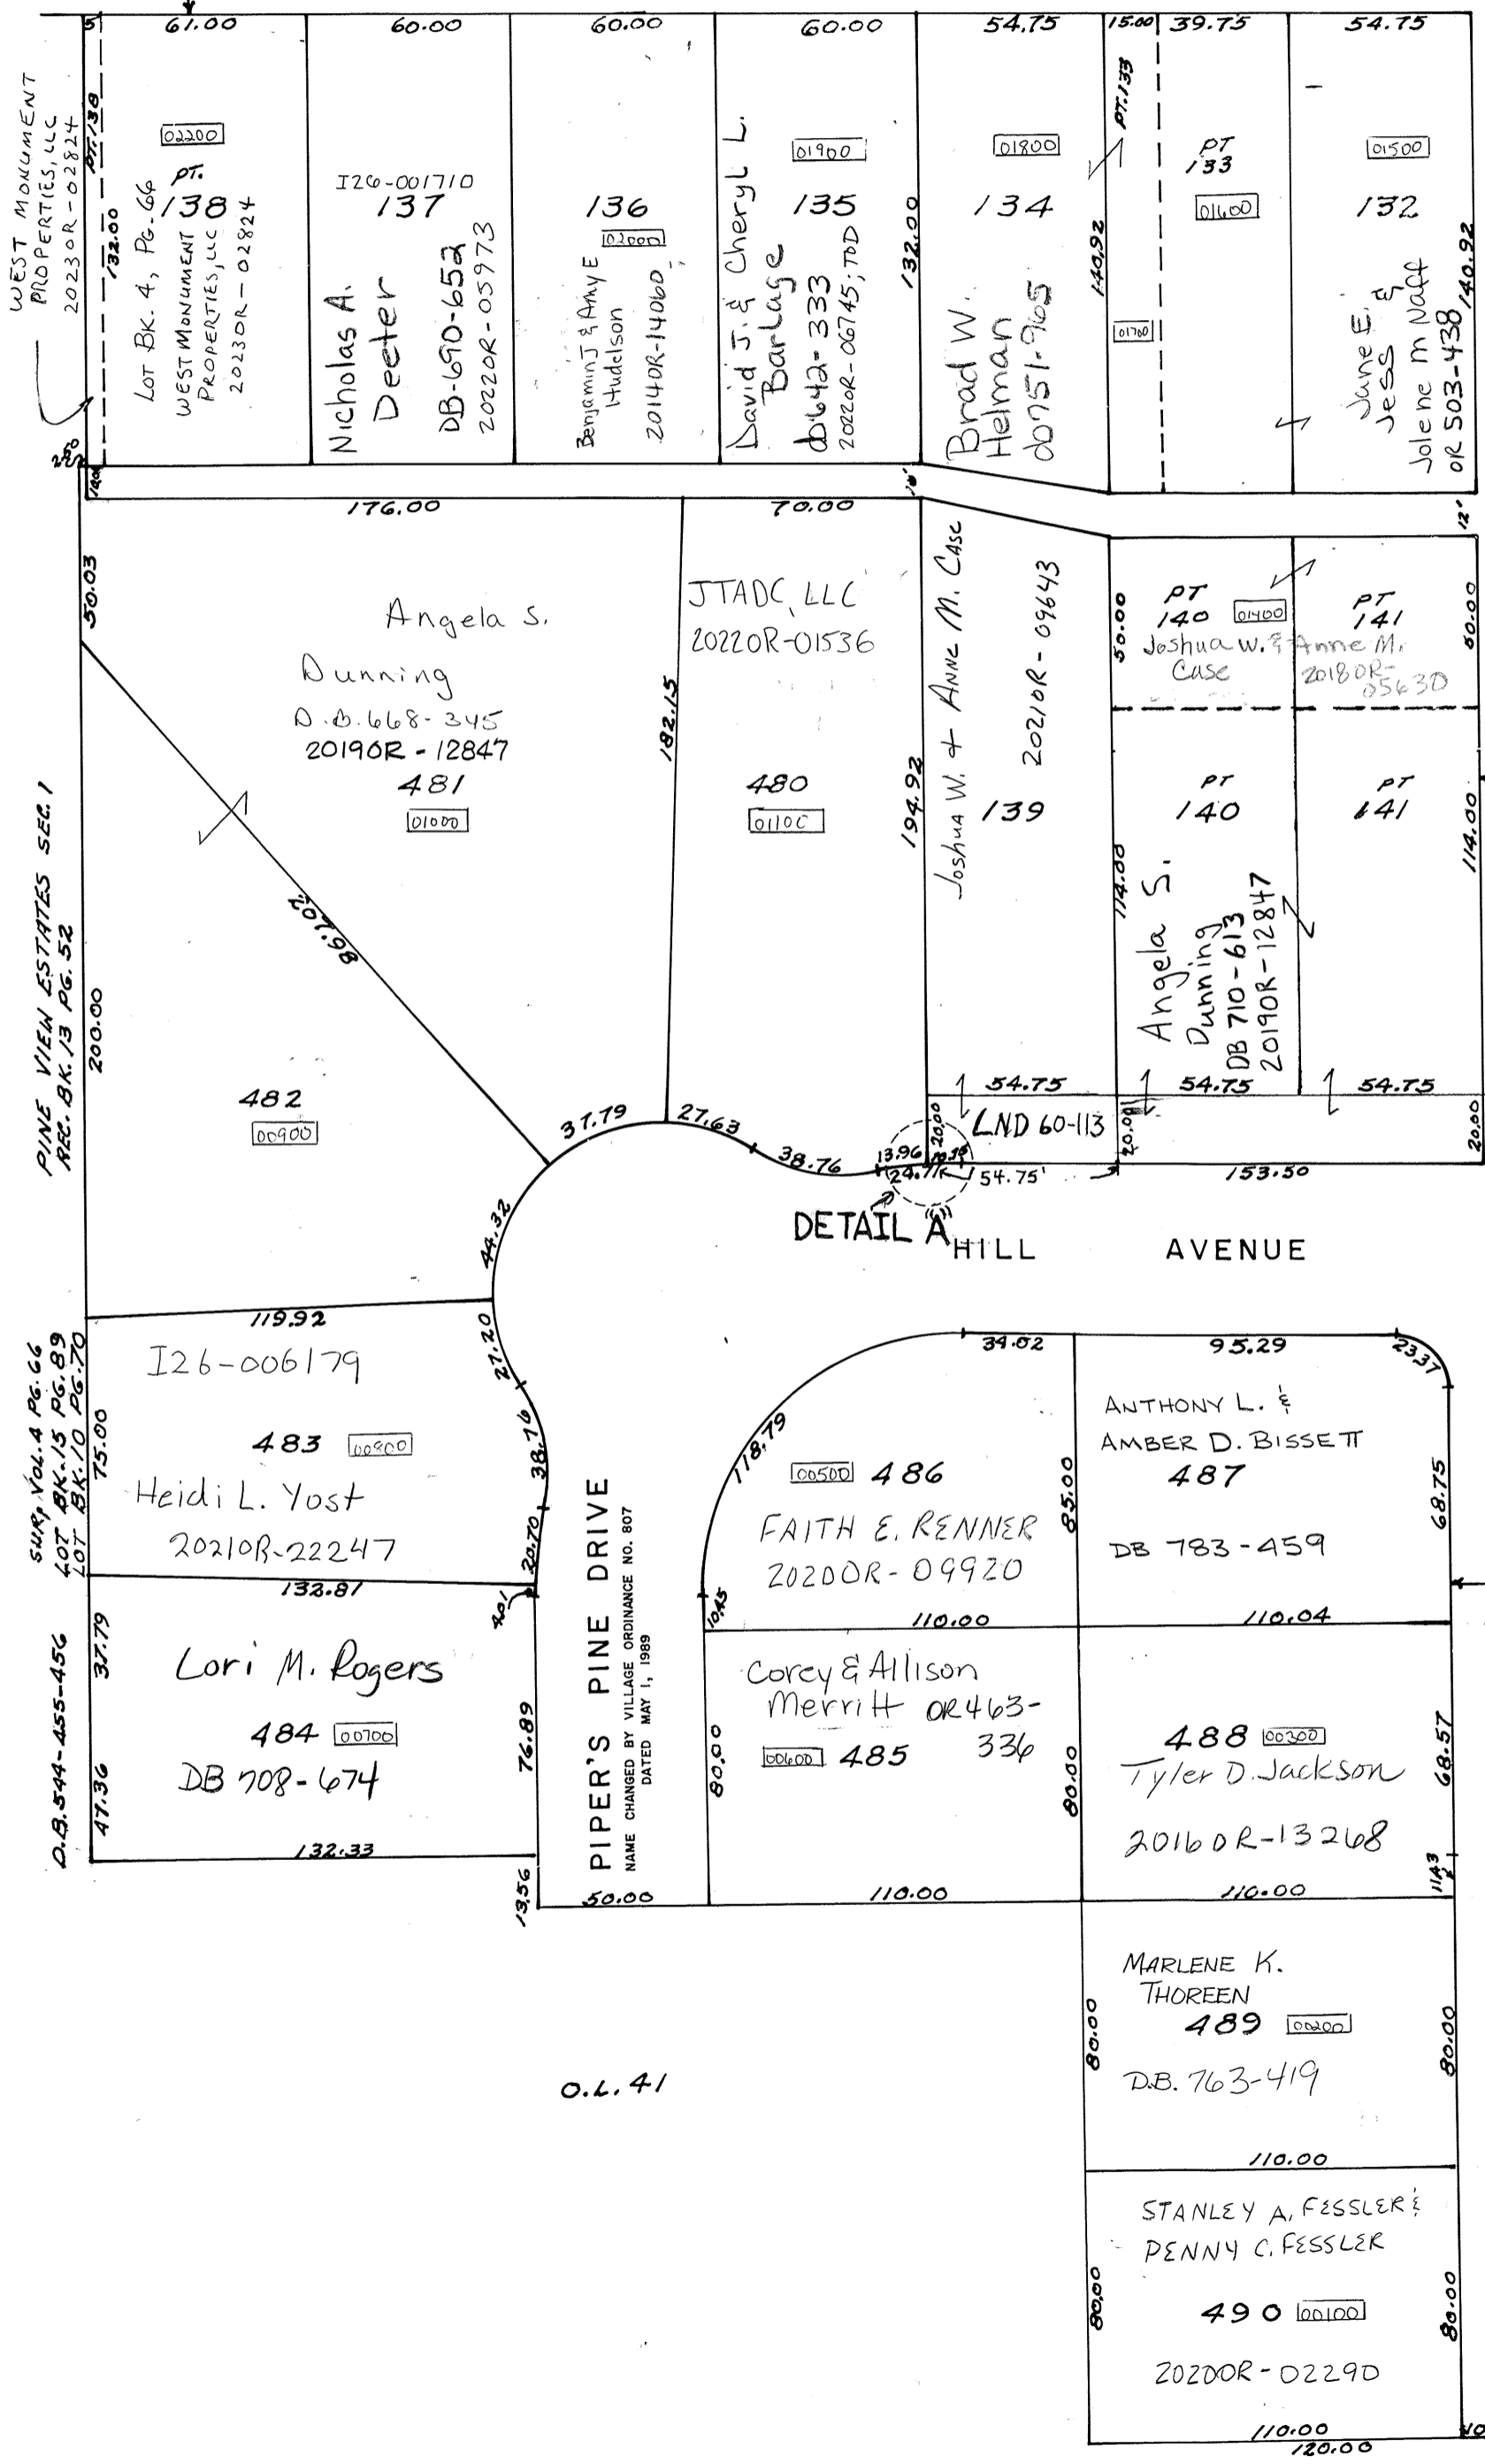 5
61.00
60.00
60.00
60.00
54.75
15.00
39.75
54.75
WEST MONUMENT
PROPERTIES, LLC
2023OR-02824
PT. 138
132.00
LOT BK. 4, PG. 66
02200
PT.
138
WEST MONUMENT
PROPERTIES, LLC
2023OR-02824
I26-001710
137
Nicholas A.
Deeter
DB-690-652
2022OR-05973
136
02000
Benjamin J & Amy E
Hudelson
2014OR-14060
David J. & Cheryl L.
Barlage
01900
135
db642-333
2022OR-06745; TOD
132.00
01800
134
Brad W.
Helman
db751-965
140.92
PT. 133
01700
PT
133
01600
01500
132
Jane E. &
Jess
Jolene M Naff
OR 503-438
140.92
176.00
70.00
12'
50.03
Angela S.
Dunning
D.B. 668-345
2019OR-12847
481
01000
182.15
JTADC, LLC
2022OR-01536
480
01100
194.92
Joshua W. & Anne M. Case
2021OR-09643
139
50.00
PT
140
01400
PT
141
50.00
Joshua W. & Anne M.
Case
2018OR-
05630
PT
140
PT
141
114.00
114.00
Angela S.
Dunning
DB 710-613
2019OR-12847
PINE VIEW ESTATES SEC. 1
REC. BK. 13 PG. 52
200.00
482
00900
54.75
54.75
54.75
20.00
LND 60-113
20.00
20.00
37.79
27.63
38.76
13.96
24.71
54.75'
153.50
DETAIL A
HILL AVENUE
44.32
119.92
27.20
38.76
20.70
4.01
SUR. VOL. 4 PG. 66
LOT BK. 15 PG. 89
LOT BK. 10 PG. 70
75.00
I26-006179
483
Heidi L. Yost
2021OR-22247
132.81
D.B. 544-455-456
37.79
47.36
Lori M. Rogers
484
00700
DB 708-674
76.89
132.33
13.56
50.00
PIPER'S PINE DRIVE
NAME CHANGED BY VILLAGE ORDINANCE NO. 807
DATED MAY 1, 1989
34.02
95.29
23.37
118.79
00500
486
FAITH E. RENNER
2020OR-09920
85.00
10.45
110.00
ANTHONY L. &
AMBER D. BISSETT
487
DB 783-459
68.75
110.04
Corey & Allison
Merritt OR463-
336
00600
485
80.00
80.00
110.00
488
00300
Tyler D. Jackson
2016OR-13268
68.57
11.43
110.00
MARLENE K.
THOREEN
489
00200
D.B. 763-419
80.00
80.00
110.00
O.L. 41
STANLEY A. FESSLER &
PENNY C. FESSLER
490
00100
2020OR-02290
80.00
80.00
110.00
120.00